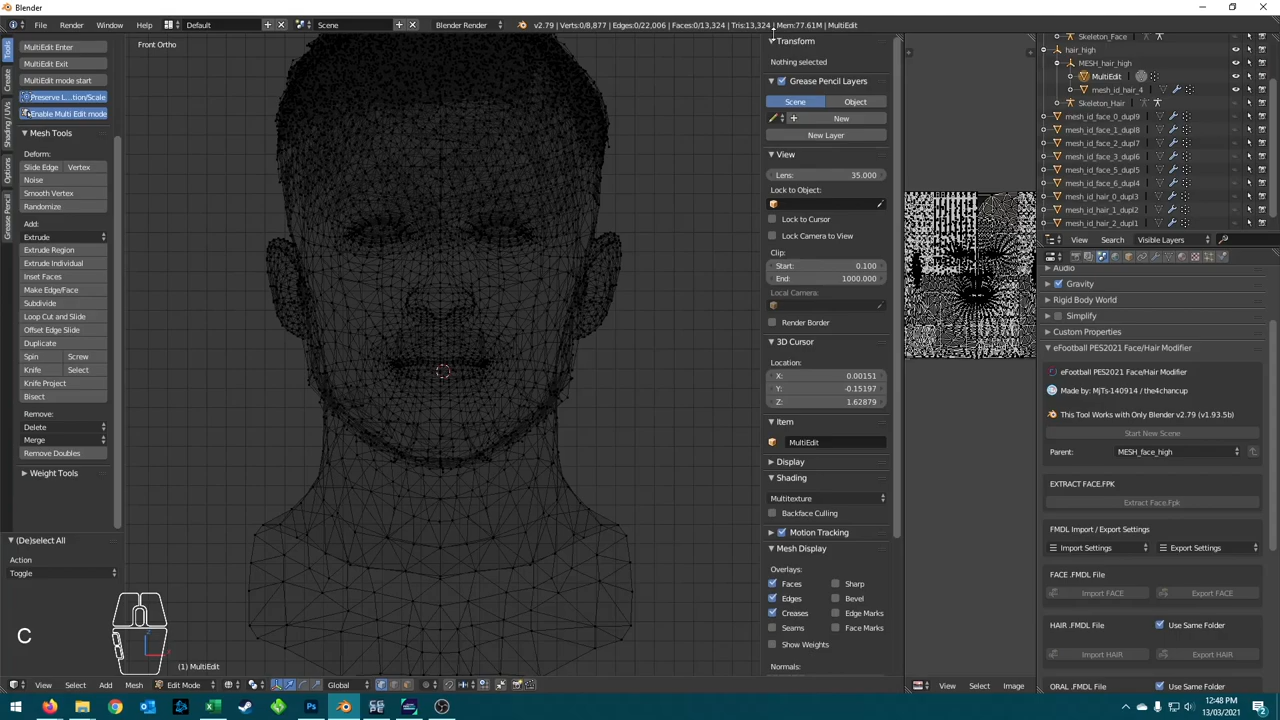 Blender
File
Render
Window
Help
Default
Scene
Blender Render
v2.79 | Verts:0/8,877 | Edges:0/22,006 | Faces:0/13,324 | Tris:13,324 | Mem:77.61M | MultiEdit
Tools
Create
Shading / UVs
Options
Grease Pencil
MultiEdit Enter
MultiEdit Exit
MultiEdit mode start
Preserve L...tion/Scale
Enable Multi Edit mode
Mesh Tools
Deform:
Slide Edge
Vertex
Noise
Smooth Vertex
Randomize
Add:
Extrude
Extrude Region
Extrude Individual
Inset Faces
Make Edge/Face
Subdivide
Loop Cut and Slide
Offset Edge Slide
Duplicate
Spin
Screw
Knife
Select
Knife Project
Bisect
Remove:
Delete
Merge
Remove Doubles
Weight Tools
(De)select All
Action
Toggle
C
Front Ortho
(1) MultiEdit
View
Select
Add
Mesh
Edit Mode
Global
Transform
Nothing selected
Grease Pencil Layers
Scene
Object
New
New Layer
View
Lens: 35.000
Lock to Object:
Lock to Cursor
Lock Camera to View
Clip:
Start: 0.100
End: 1000.000
Local Camera:
Render Border
3D Cursor
Location:
X: 0.00151
Y: -0.15197
Z: 1.62879
Item
MultiEdit
Display
Shading
Multitexture
Backface Culling
Motion Tracking
Mesh Display
Overlays:
Faces
Sharp
Edges
Bevel
Creases
Edge Marks
Seams
Face Marks
Show Weights
Normals:
View
Select
Image
Skeleton_Face
hair_high
MESH_hair_high
MultiEdit
mesh_id_hair_4
Skeleton_Hair
mesh_id_face_0_dupl9
mesh_id_face_1_dupl8
mesh_id_face_2_dupl7
mesh_id_face_3_dupl6
mesh_id_face_5_dupl5
mesh_id_face_6_dupl4
mesh_id_hair_0_dupl3
mesh_id_hair_1_dupl2
mesh_id_hair_2_dupl1
View
Search
Visible Layers
Audio
Gravity
Rigid Body World
Simplify
Custom Properties
eFootball PES2021 Face/Hair Modifier
eFootball PES2021 Face/Hair Modifier
Made by: MjTs-140914 / the4chancup
This Tool Works with Only Blender v2.79 (v1.93.5b)
Start New Scene
Parent:
MESH_face_high
EXTRACT FACE.FPK
Extract Face.Fpk
FMDL Import / Export Settings
Import Settings
Export Settings
FACE .FMDL File
Import FACE
Export FACE
HAIR .FMDL File
Use Same Folder
Import HAIR
Export HAIR
ORAL .FMDL File
Use Same Folder
12:48 PM
13/03/2021
2